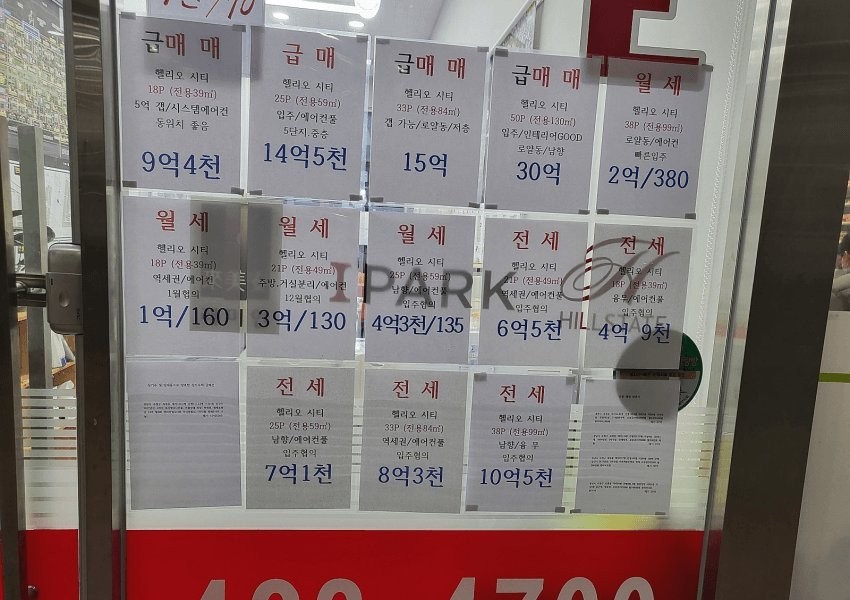 급매매
헬리오 시티
18P (전용39㎡)
5억 갭/시스템에어컨
동위치 좋음
9억4천
급매
헬리오 시티
25P (전용59㎡)
입주/에어컨풀
5단지.중층
14억5천
급매매
헬리오 시티
33P (전용84㎡)
갭 가능/로얄동/저층
15억
급매매
헬리오 시티
50P (전용130㎡)
입주/인테리어GOOD
로얄동/남향
30억
월세
헬리오 시티
38P (전용99㎡)
로얄동/에어컨
빠른입주
2억/380
월세
헬리오 시티
18P (전용39㎡)
역세권/에어컨
1월협의
1억/160
월세
헬리오 시티
21P (전용49㎡)
주방,거실분리/에어컨
12월협의
3억/130
월세
헬리오 시티
25P (전용59㎡)
남향/에어컨풀
입주협의
4억3천/135
전세
헬리오 시티
21P (전용49㎡)
역세권/에어컨풀
입주협의
6억5천
전세
헬리오 시티
18P (전용39㎡)
융무/에어컨풀
입주협의
4억 9천
IPARK
HILLSTATE
전세
헬리오 시티
25P (전용59㎡)
남향/에어컨풀
입주협의
7억1천
전세
헬리오 시티
33P (전용84㎡)
역세권/에어컨풀
입주협의
8억3천
전세
헬리오 시티
38P (전용99㎡)
남향/융 무
입주협의
10억5천